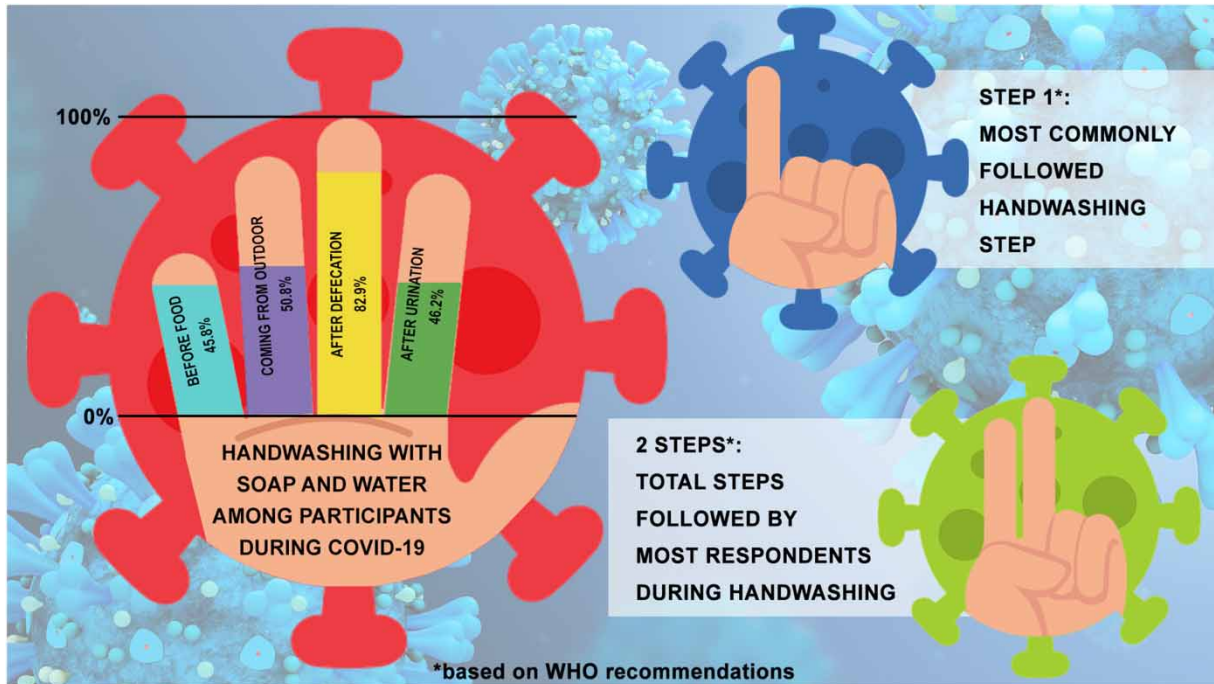 100%
BEFORE FOOD
45.8%
COMING FROM OUTDOOR
50.8%
AFTER DEFECATION
82.9%
AFTER URINATION
46.2%
0%
HANDWASHING WITH
SOAP AND WATER
AMONG PARTICIPANTS
DURING COVID-19
STEP 1*:
MOST COMMONLY
FOLLOWED
HANDWASHING
STEP
2 STEPS*:
TOTAL STEPS
FOLLOWED BY
MOST RESPONDENTS
DURING HANDWASHING
*based on WHO recommendations